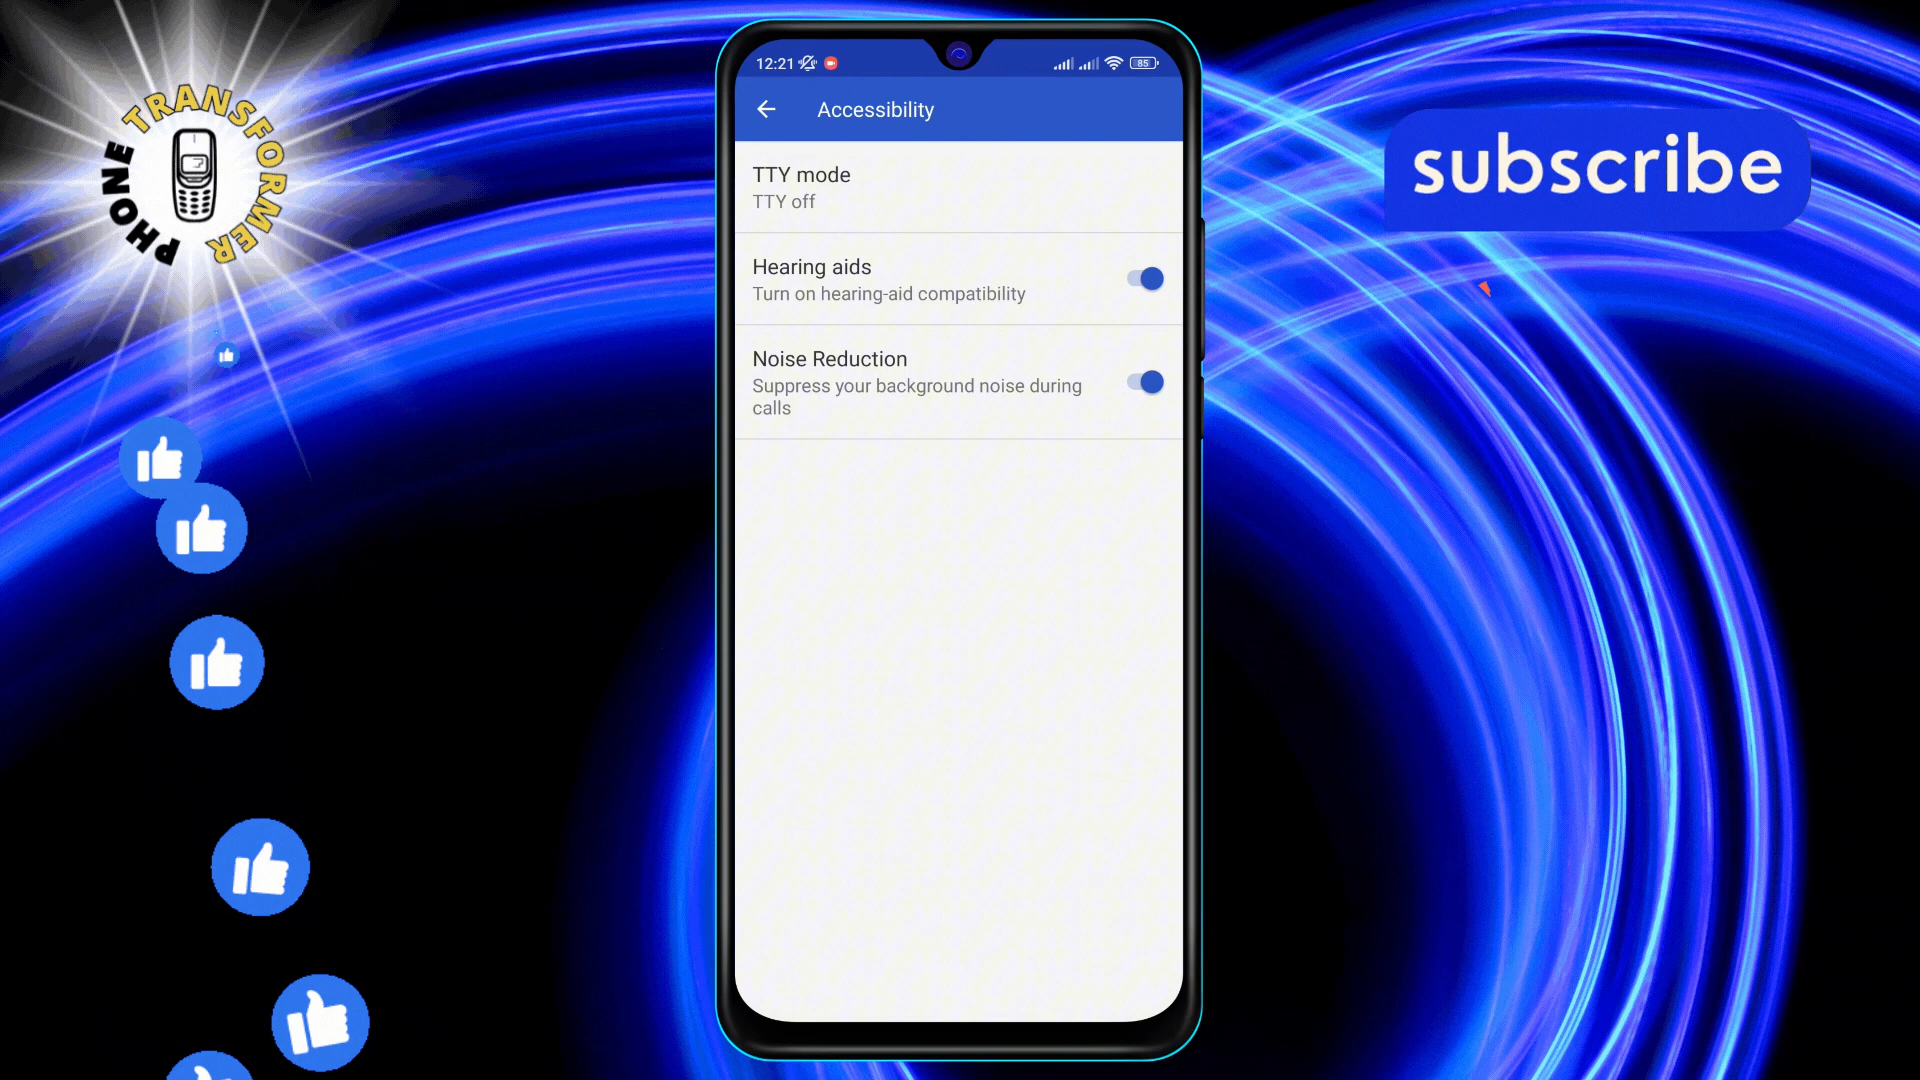 PHONE TRANSFORMER
subscribe
12:21
85
Accessibility
TTY mode
TTY off
Hearing aids
Turn on hearing-aid compatibility
Noise Reduction
Suppress your background noise during
calls